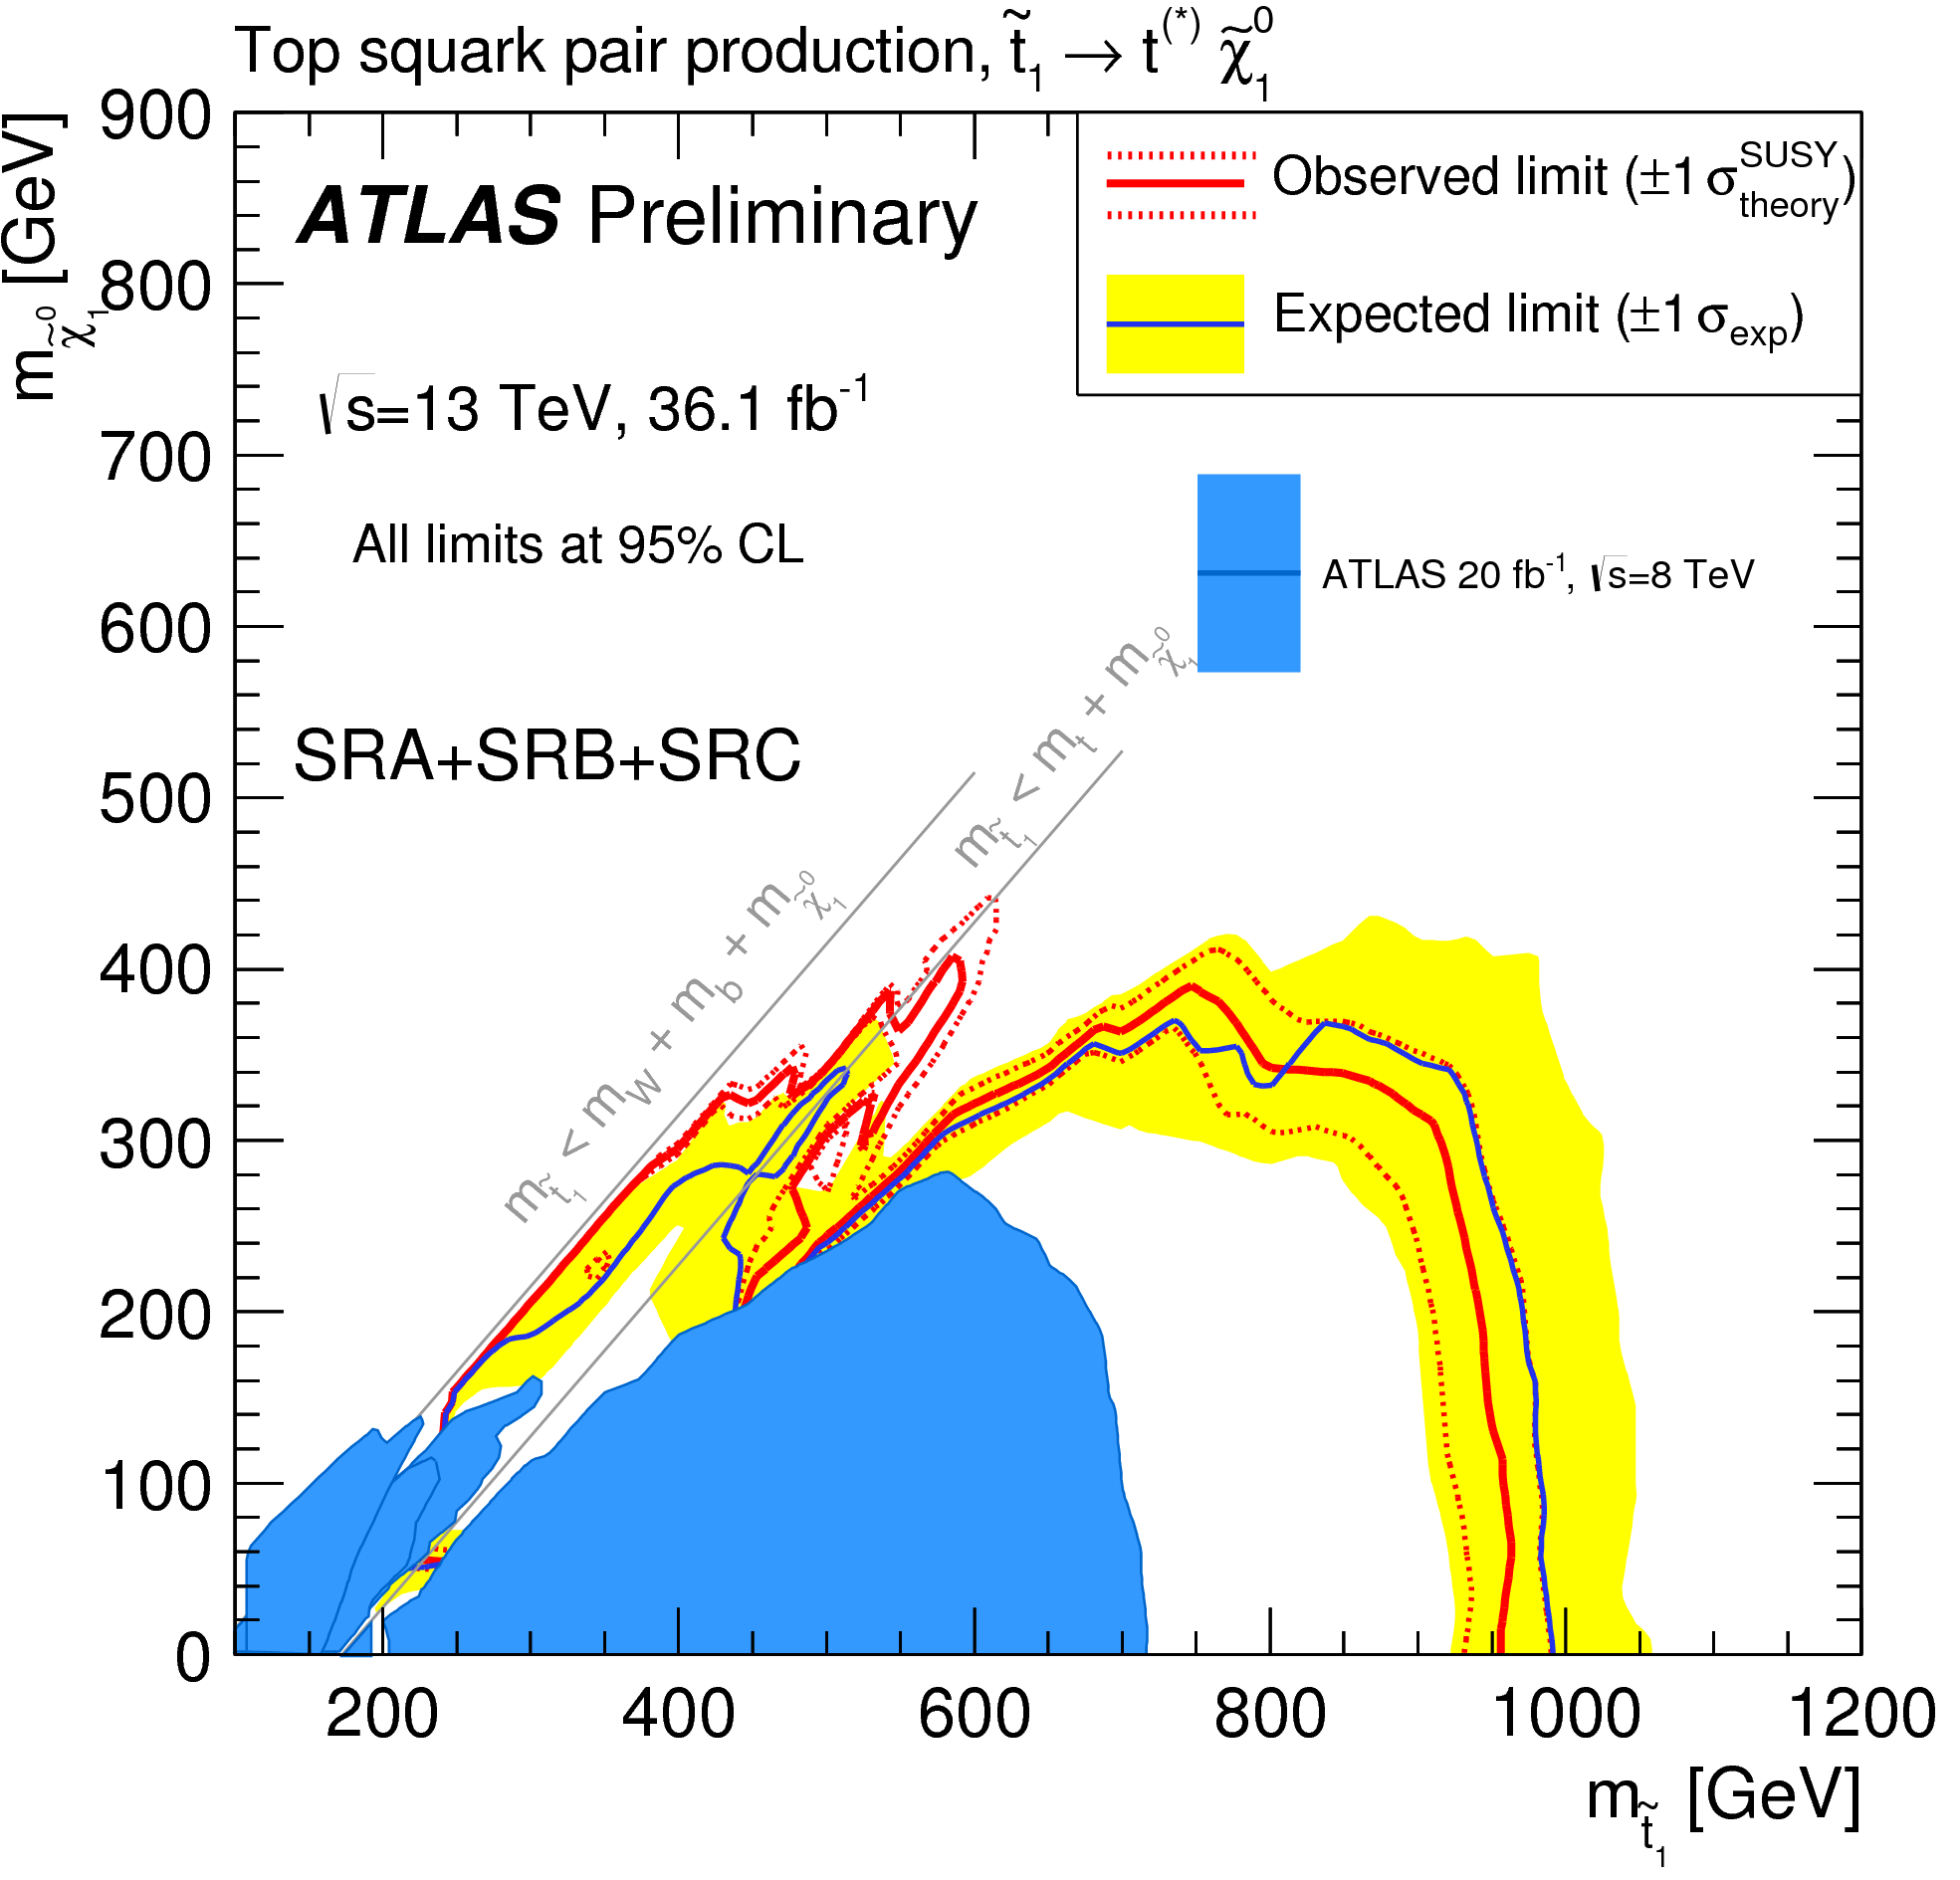 Top squark pair production, t̃₁ → t⁽*⁾ χ̃₁⁰
m_χ̃₁⁰ [GeV]
900
800
700
600
500
400
300
200
100
0
ATLAS Preliminary
√s=13 TeV, 36.1 fb⁻¹
All limits at 95% CL
SRA+SRB+SRC
Observed limit (±1 σ_theory^SUSY)
Expected limit (±1 σ_exp)
ATLAS 20 fb⁻¹, √s=8 TeV
m_t̃₁ < m_W + m_b + m_χ̃₁⁰
m_t̃₁ < m_t + m_χ̃₁⁰
200 400 600 800 1000 1200
m_t̃₁ [GeV]